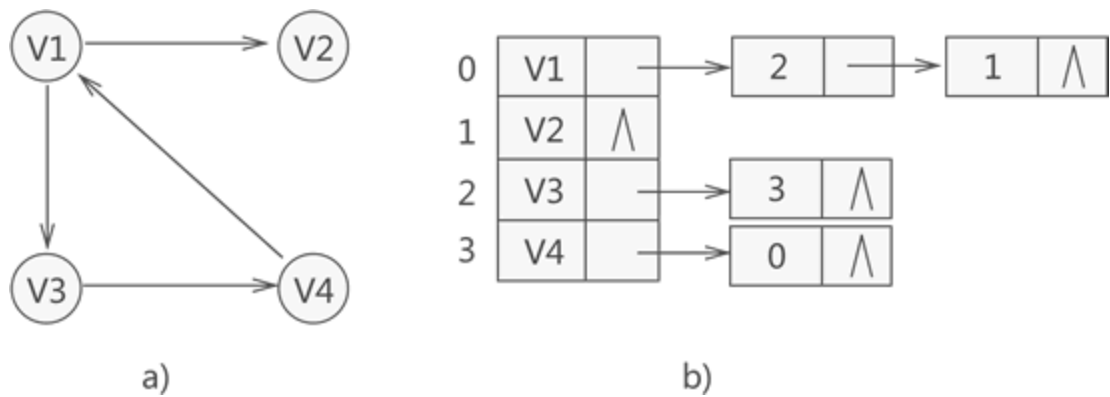 V1 V2
V3 V4
a)
0 V1 2 1 ∧
1 V2 ∧
2 V3 3 ∧
3 V4 0 ∧
b)